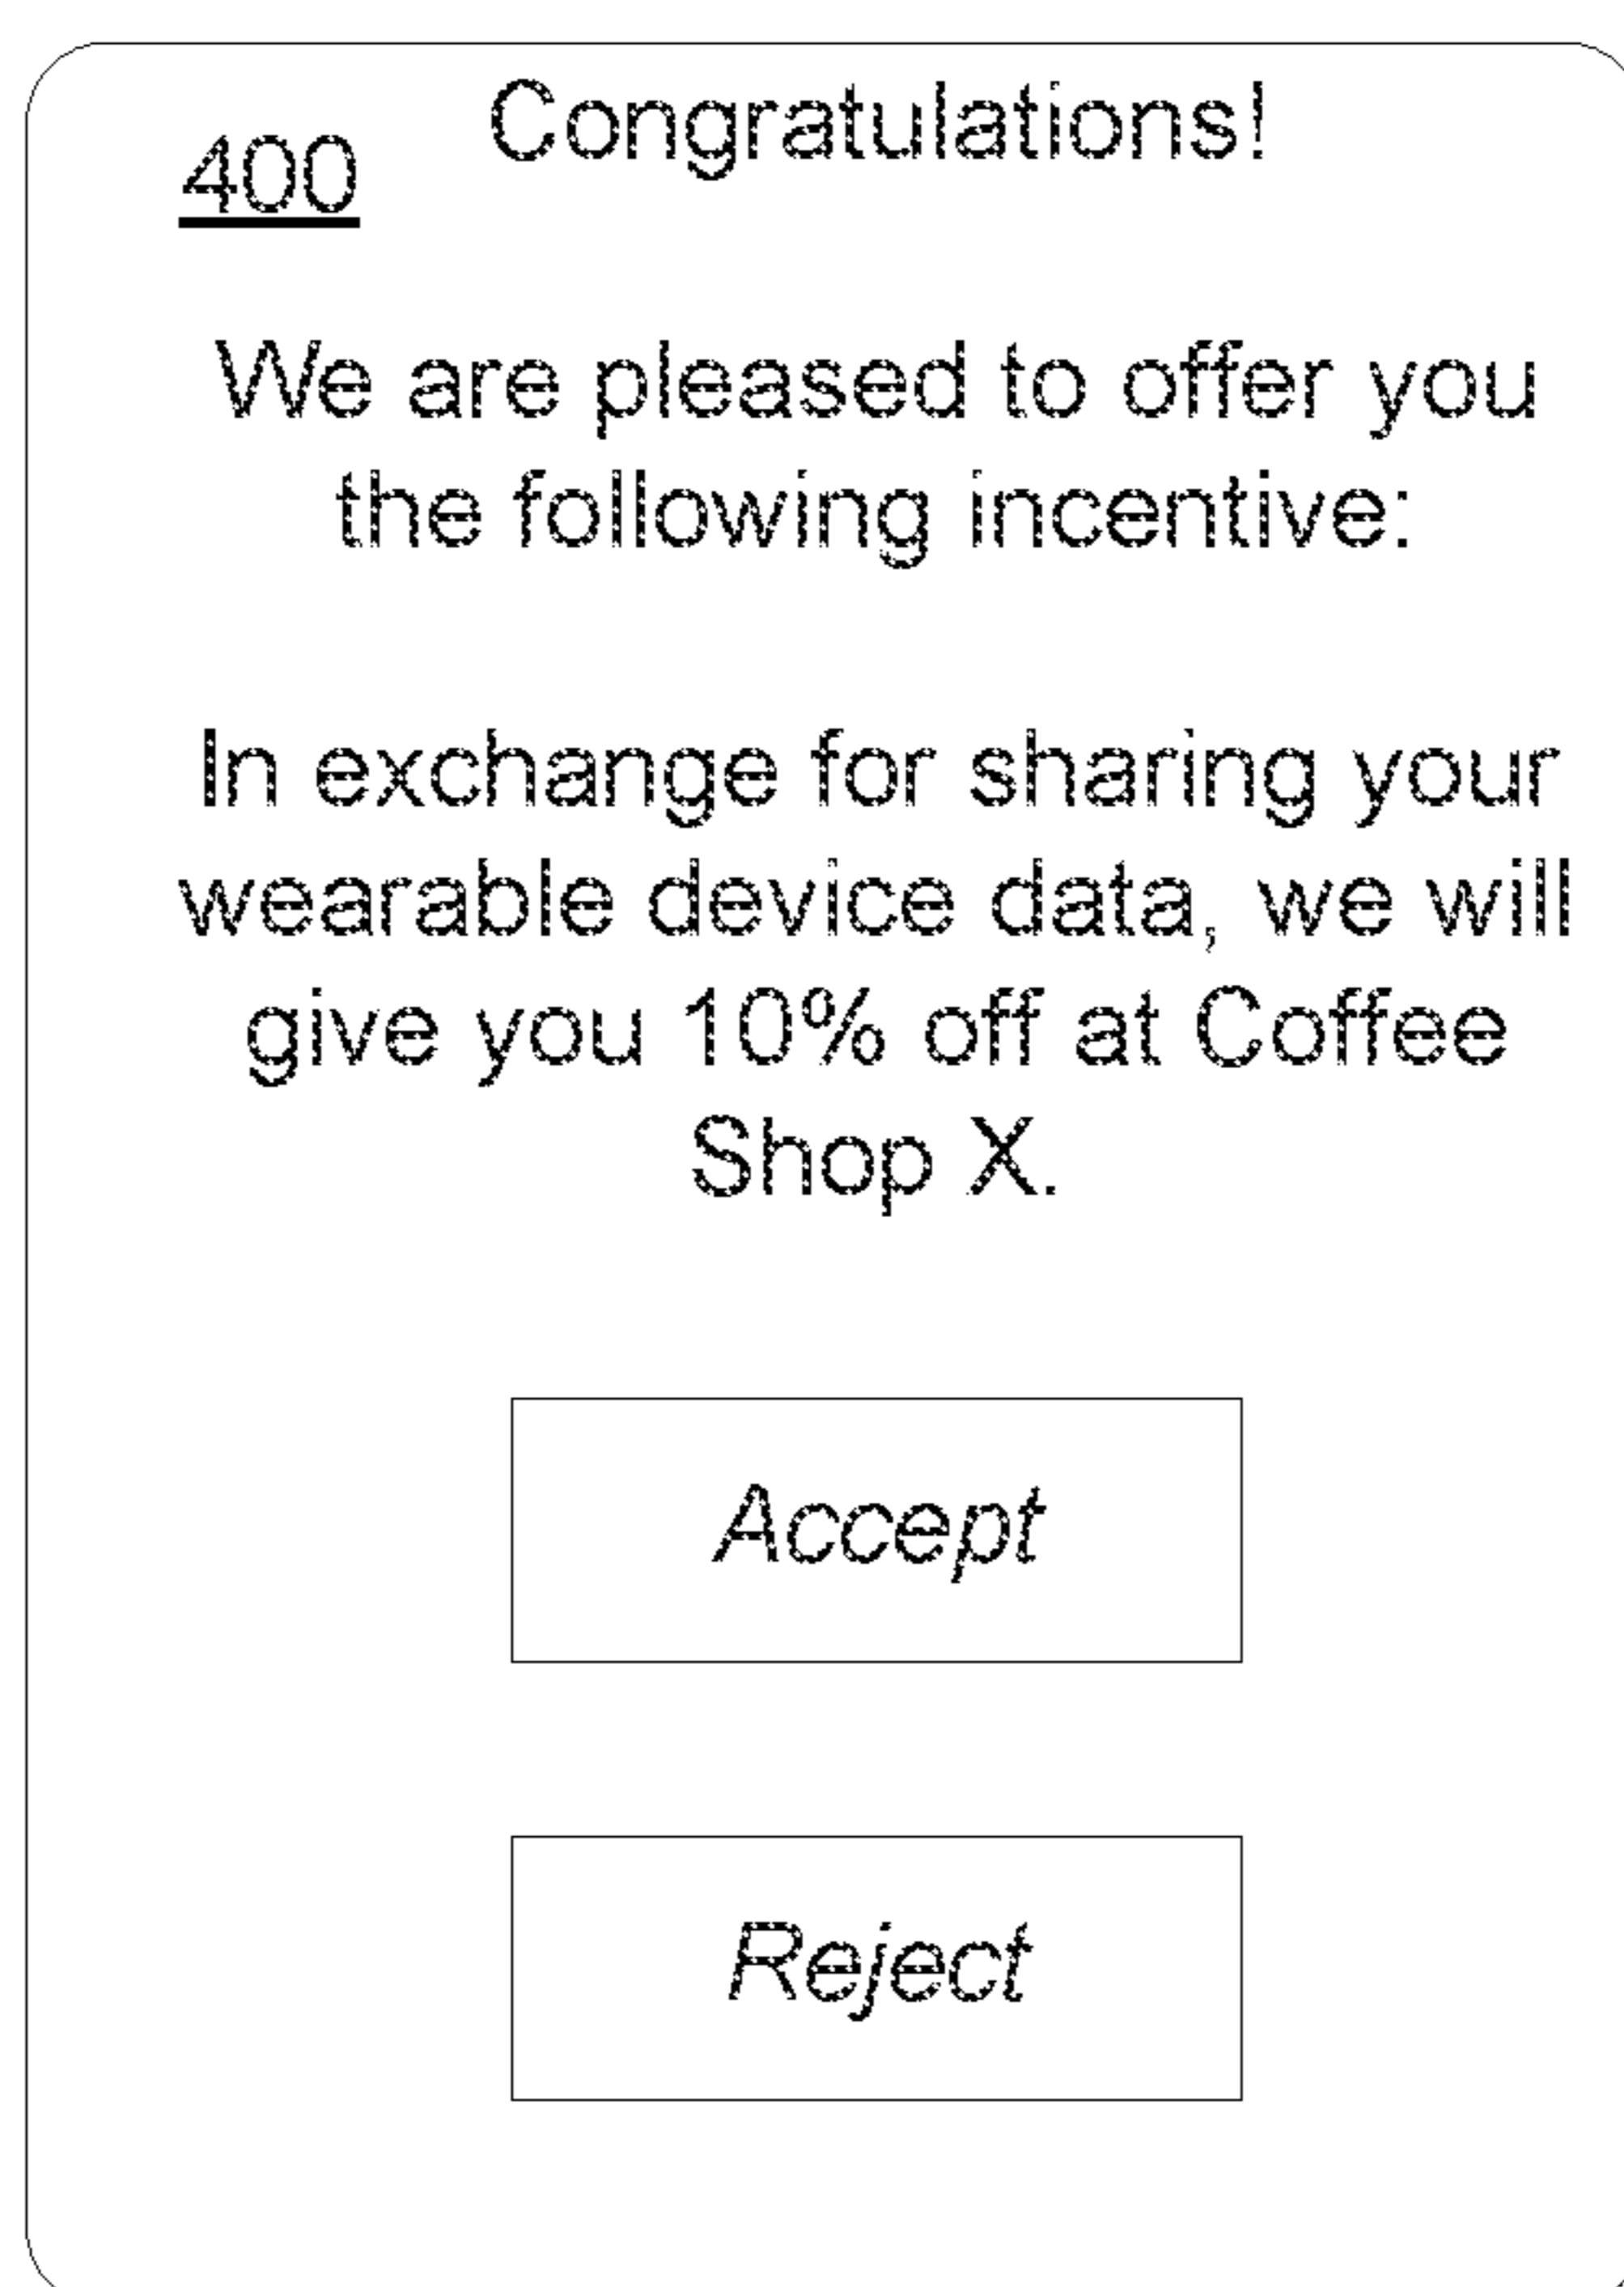 Congratulations!
400
We are pleased to offer you
the following incentive:
In exchange for sharing your
wearable device data, we will
give you 10% off at Coffee
Shop X.
Accept
Reject